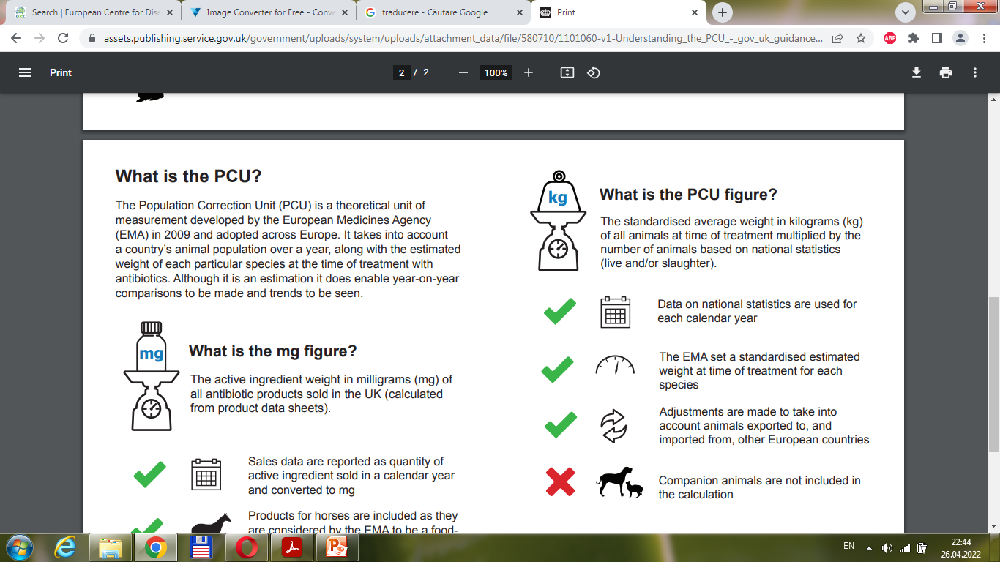 Search | European Centre for Dise
Image Converter for Free - Conve
traducere - Căutare Google
Print
assets.publishing.service.gov.uk/government/uploads/system/uploads/attachment_data/file/580710/1101060-v1-Understanding_the_PCU_-_gov_uk_guidance...
ABP
Print
2 / 2
100%
What is the PCU?
The Population Correction Unit (PCU) is a theoretical unit of
measurement developed by the European Medicines Agency
(EMA) in 2009 and adopted across Europe. It takes into account
a country's animal population over a year, along with the estimated
weight of each particular species at the time of treatment with
antibiotics. Although it is an estimation it does enable year-on-year
comparisons to be made and trends to be seen.
mg
What is the mg figure?
The active ingredient weight in milligrams (mg) of
all antibiotic products sold in the UK (calculated
from product data sheets).
Sales data are reported as quantity of
active ingredient sold in a calendar year
and converted to mg
Products for horses are included as they
are considered by the EMA to be a food-
kg
What is the PCU figure?
The standardised average weight in kilograms (kg)
of all animals at time of treatment multiplied by the
number of animals based on national statistics
(live and/or slaughter).
Data on national statistics are used for
each calendar year
The EMA set a standardised estimated
weight at time of treatment for each
species
Adjustments are made to take into
account animals exported to, and
imported from, other European countries
Companion animals are not included in
the calculation
EN
22:44
26.04.2022